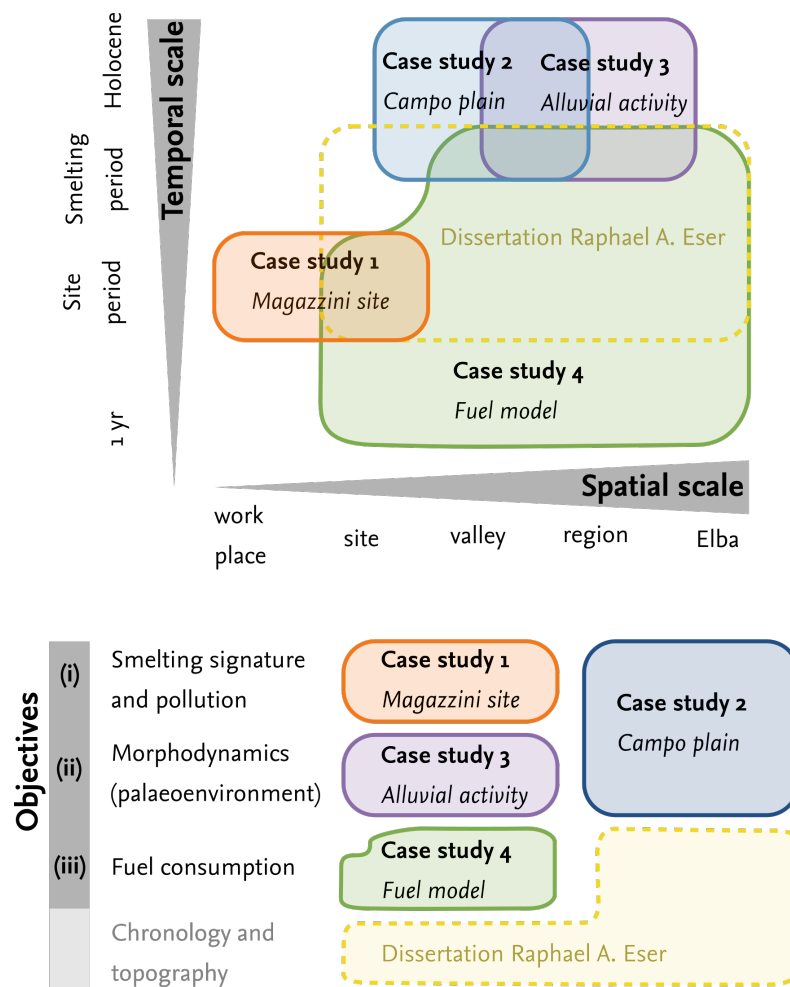 Temporal scale
Holocene
Smelting
period
Site
period
1 yr
Case study 2
Campo plain
Case study 3
Alluvial activity
Dissertation Raphael A. Eser
Case study 1
Magazzini site
Case study 4
Fuel model
Spatial scale
work
place
site
valley
region
Elba
Objectives
(i)
Smelting signature
and pollution
Case study 1
Magazzini site
Case study 2
Campo plain
(ii)
Morphodynamics
(palaeoenvironment)
Case study 3
Alluvial activity
(iii)
Fuel consumption
Case study 4
Fuel model
Chronology and
topography
Dissertation Raphael A. Eser